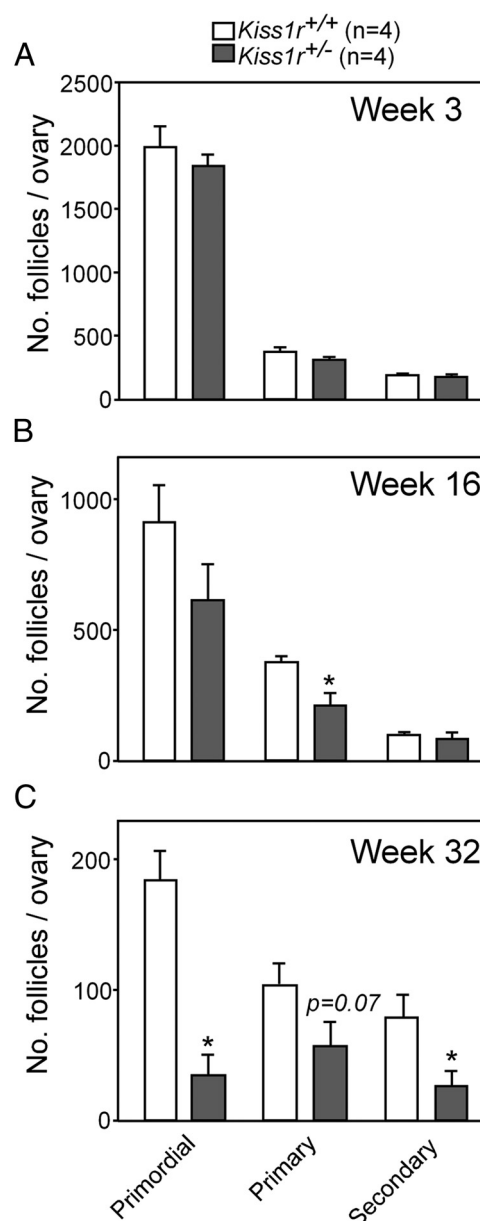 Kiss1r+/+ (n=4)
Kiss1r+/- (n=4)
A
Week 3
No. follicles / ovary
2500
2000
1500
1000
500
0
B
Week 16
No. follicles / ovary
1000
500
0
*
C
Week 32
No. follicles / ovary
200
100
0
*
p=0.07
*
Primordial
Primary
Secondary